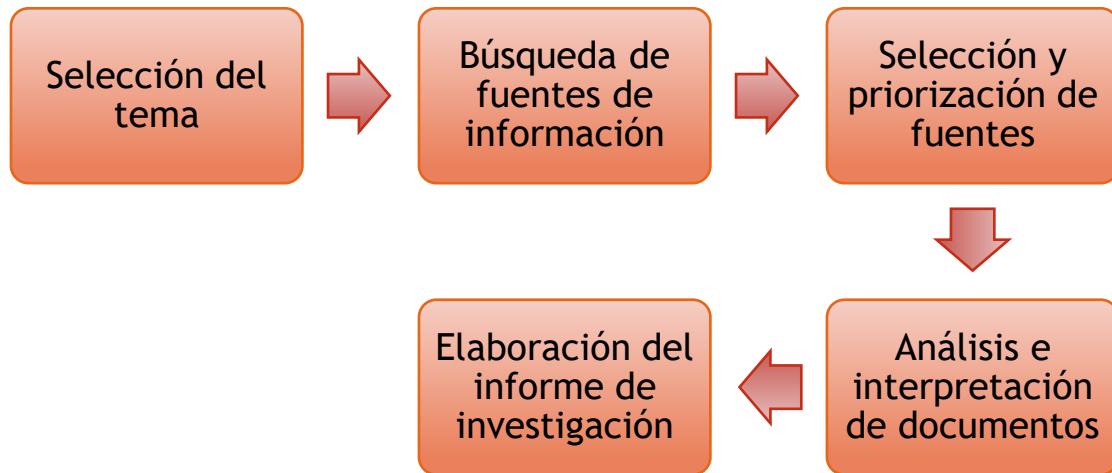 Selección del
tema
Búsqueda de
fuentes de
información
Selección y
priorización de
fuentes
Análisis e
interpretación
de documentos
Elaboración del
informe de
investigación